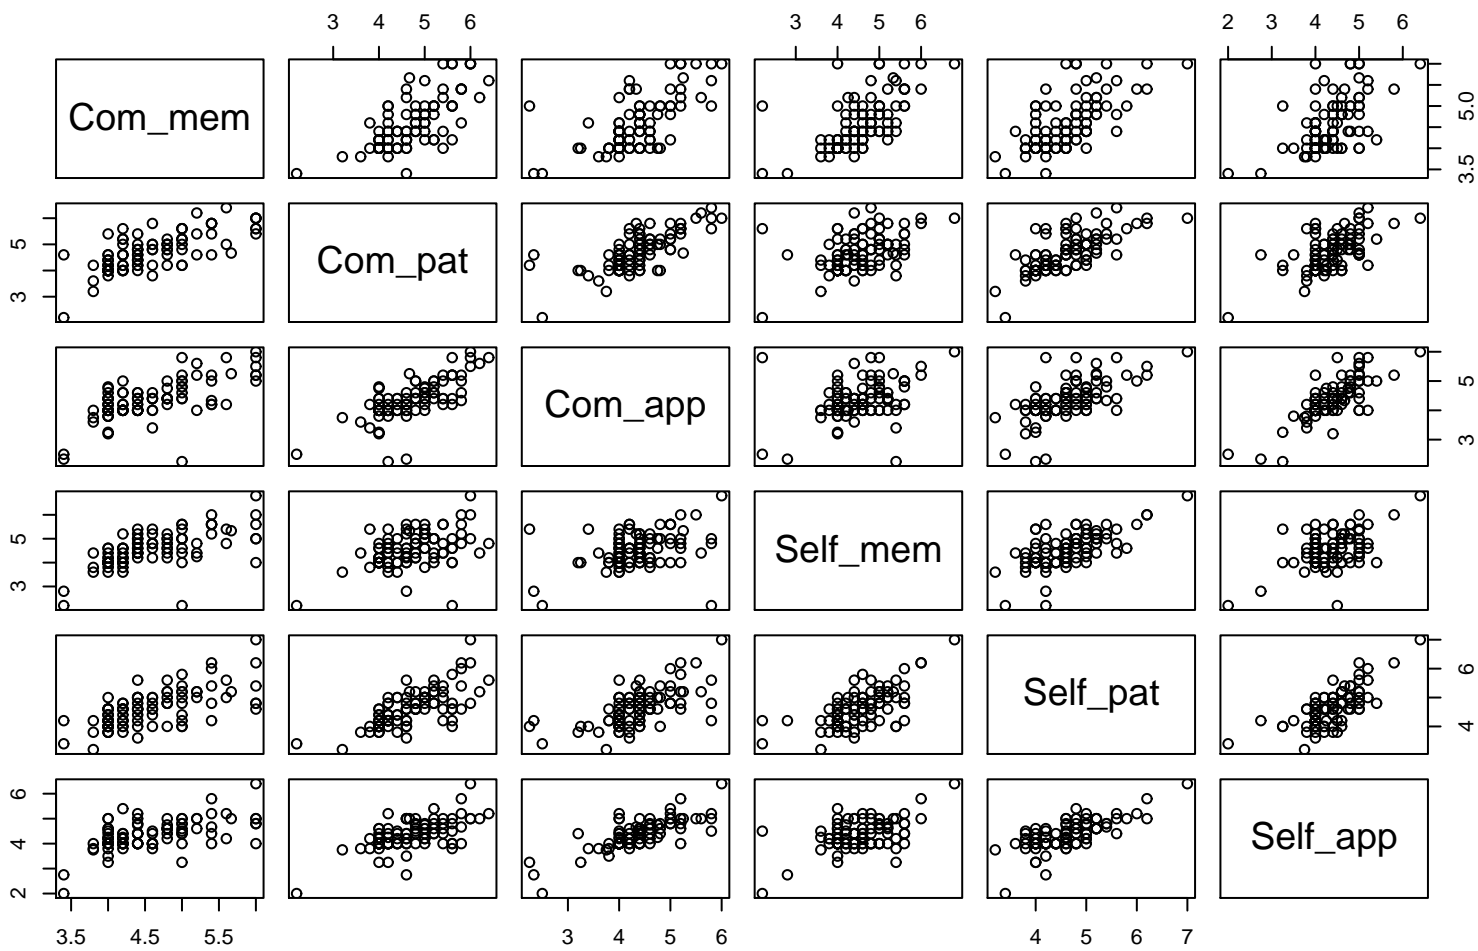 3 4 5 6 3 4 5 6 2 3 4 5 6
Com_mem 3.5 5.0
3 5 Com_pat
Com_app 3 5
3 5 Self_mem
Self_pat 4 6
2 4 6 Self_app
3.5 4.5 5.5 3 4 5 6 4 5 6 7